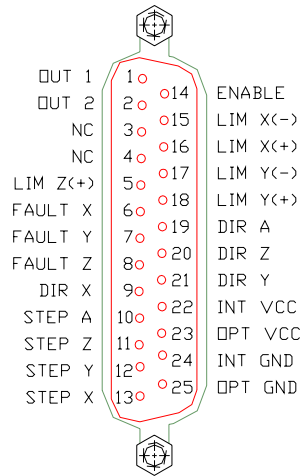 OUT 1 1
14 ENABLE
OUT 2 2
15 LIM X(-)
NC 3
16 LIM X(+)
NC 4
17 LIM Y(-)
LIM Z(+) 5
18 LIM Y(+)
FAULT X 6
19 DIR A
FAULT Y 7
20 DIR Z
FAULT Z 8
21 DIR Y
DIR X 9
22 INT VCC
STEP A 10
23 OPT VCC
STEP Z 11
24 INT GND
STEP Y 12
25 OPT GND
STEP X 13